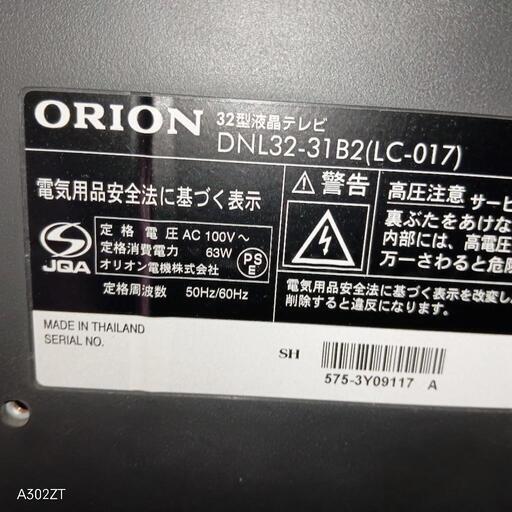 ORION 32型液晶テレビ
DNL32-31B2(LC-017)
電気用品安全法に基づく表示
JQA
定格電圧 AC 100V～
定格消費電力 63W
オリオン電機株式会社
PSE
定格周波数 50Hz/60Hz
⚠警告
高圧注意 サービ
裏ぶたをあけな
内部には、高電圧
万一さわると危険
電気用品安全法に基づく表示を改変し
削除すると違反になります。
MADE IN THAILAND
SERIAL NO.
SH
575-3Y09117 A
A302ZT